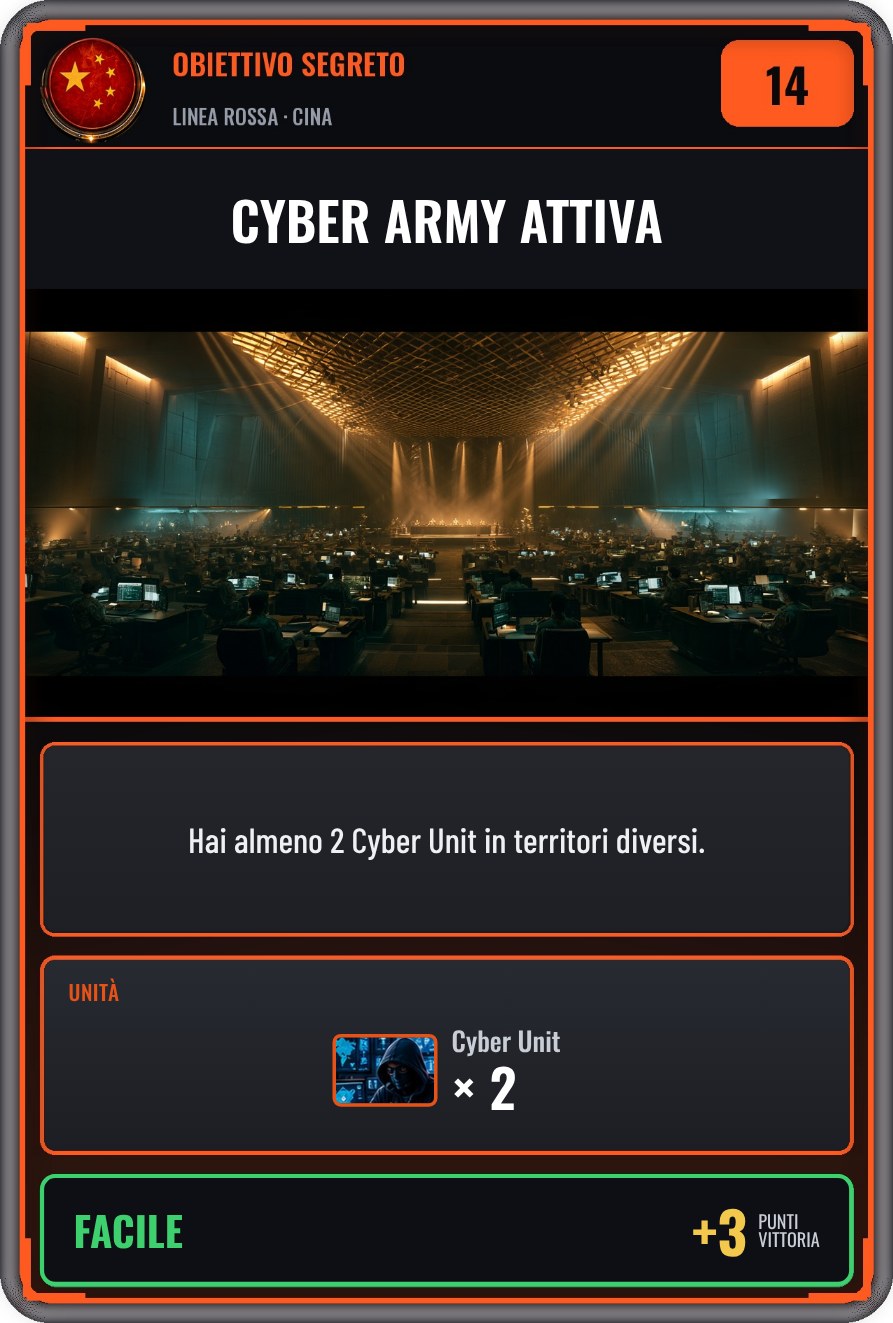 OBIETTIVO SEGRETO
LINEA ROSSA · CINA
14
CYBER ARMY ATTIVA
Hai almeno 2 Cyber Unit in territori diversi.
UNITÀ
Cyber Unit
× 2
FACILE
+3
PUNTI
VITTORIA